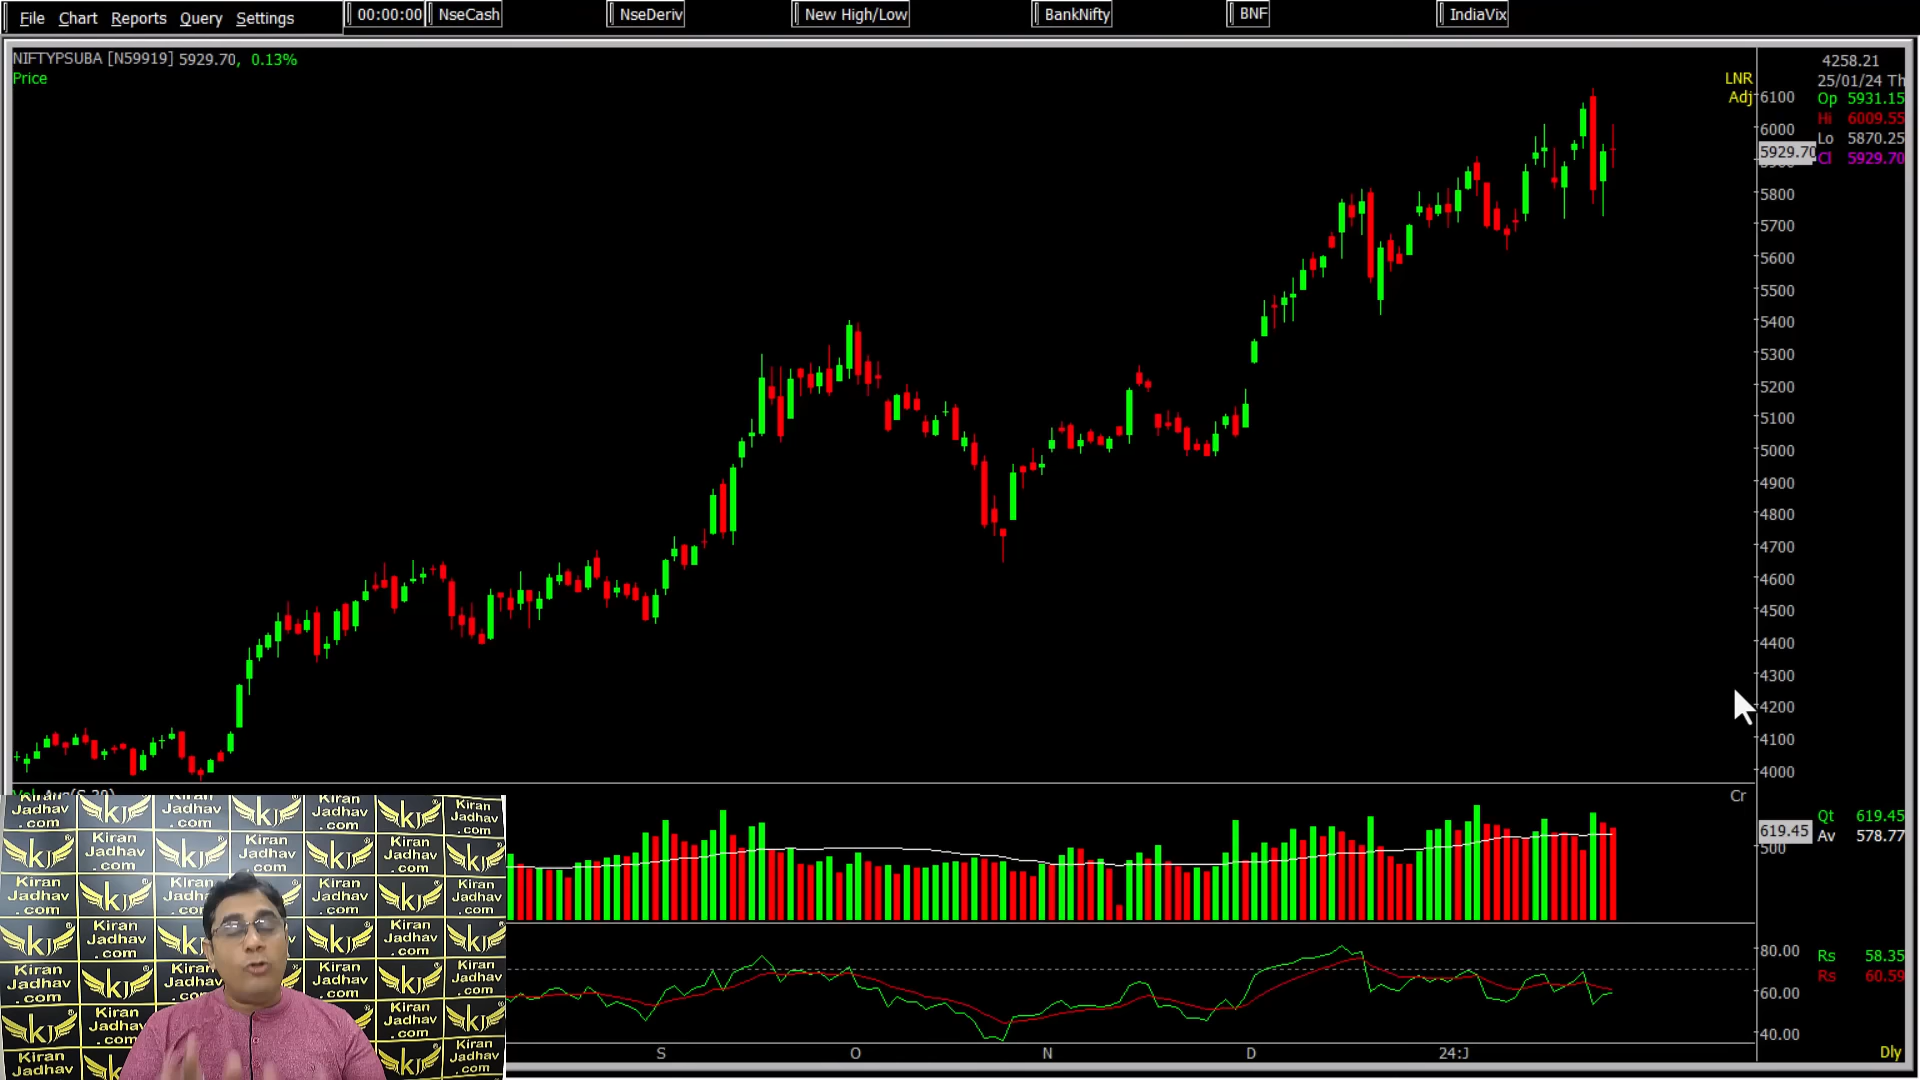 File Chart Reports Query Settings 00:00:00 NseCash NseDeriv New High/Low BankNifty BNF IndiaVix
NIFTYPSUBA [N59919] 5929.70, 0.13%
Price
LNR
Adj
4258.21
25/01/24 Th
Op 5931.15
Hi 6009.55
Lo 5870.25
Cl 5929.70
6100
6000
5929.70
5800
5700
5600
5500
5400
5300
5200
5100
5000
4900
4800
4700
4600
4500
4400
4300
4200
4100
4000
Cr
Qt 619.45
Av 578.77
619.45
500
80.00
60.00
40.00
Rs 58.35
Rs 60.59
S O N D 24:J
Dly
Kiran
Jadhav
.com
KJ